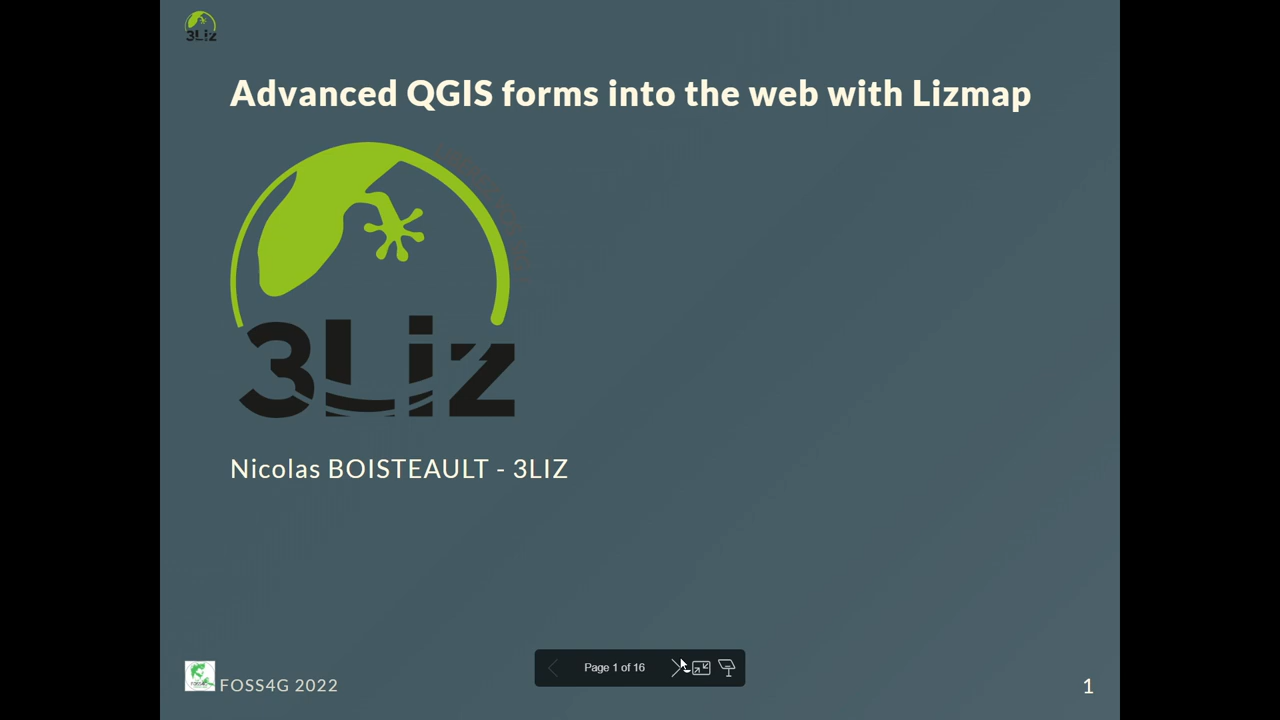 3Liz
Advanced QGIS forms into the web with Lizmap
3Liz
Nicolas BOISTEAULT - 3LIZ
Page 1 of 16
FOSS4G
FOSS4G 2022
1